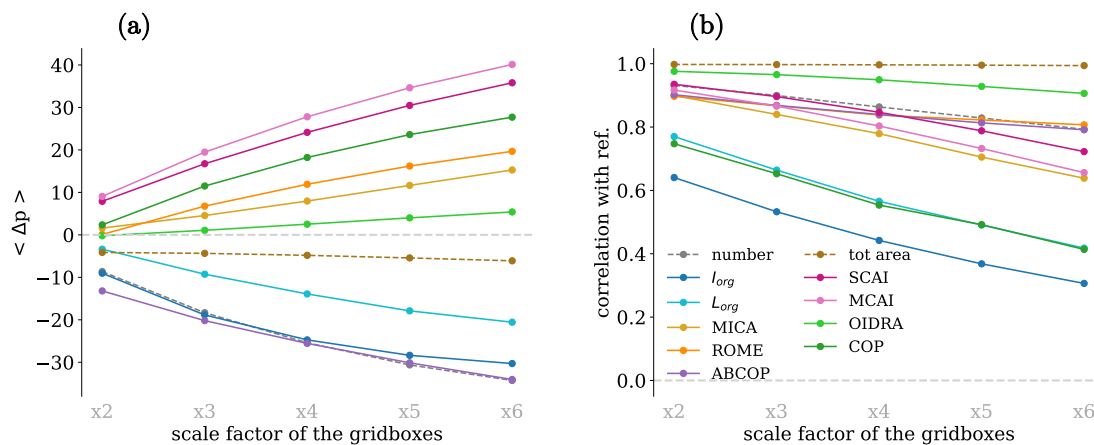 (a)
< Δp >
40
30
20
10
0
−10
−20
−30
x2 x3 x4 x5 x6
scale factor of the gridboxes
(b)
correlation with ref.
1.0
0.8
0.6
0.4
0.2
0.0
number
I_org
L_org
MICA
ROME
ABCOP
tot area
SCAI
MCAI
OIDRA
COP
x2 x3 x4 x5 x6
scale factor of the gridboxes